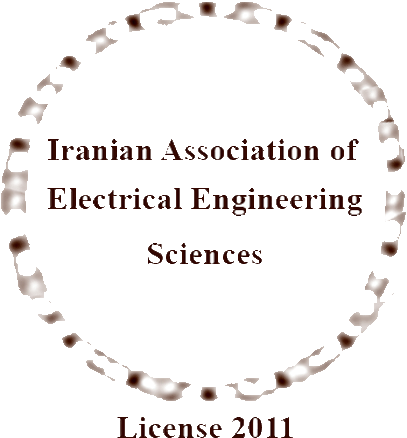 Iranian Association of
Electrical Engineering
Sciences
License 2011